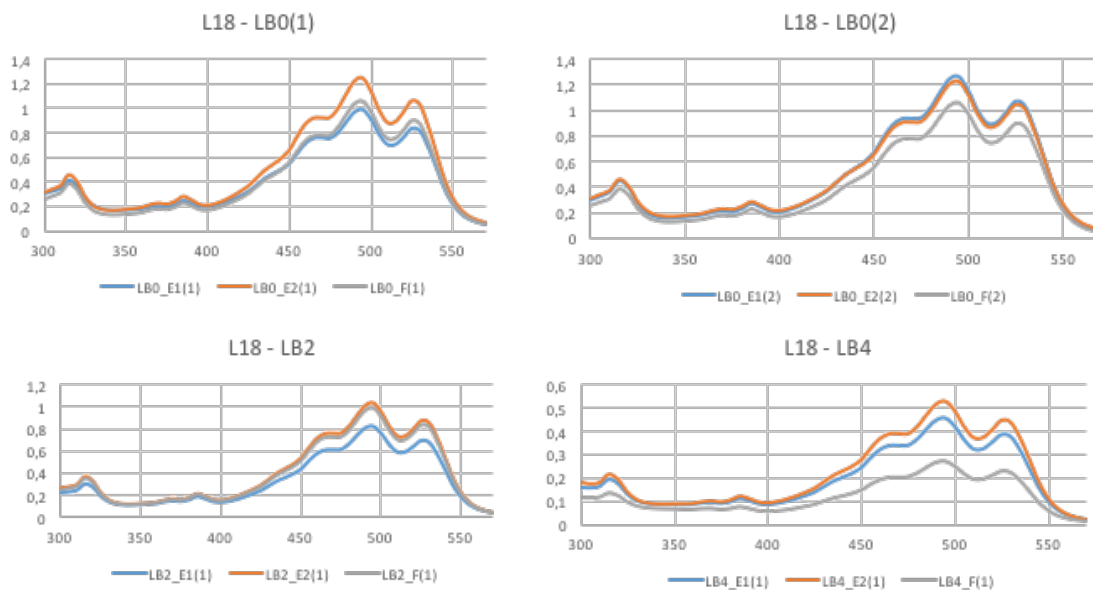 L18 - LB0(1)
1,4
1,2
1
0,8
0,6
0,4
0,2
0
300 350 400 450 500 550
LB0_E1(1) LB0_E2(1) LB0_F(1)
L18 - LB0(2)
1,4
1,2
1
0,8
0,6
0,4
0,2
0
300 350 400 450 500 550
LB0_E1(2) LB0_E2(2) LB0_F(2)
L18 - LB2
1,2
1
0,8
0,6
0,4
0,2
0
300 350 400 450 500 550
LB2_E1(1) LB2_E2(1) LB2_F(1)
L18 - LB4
0,6
0,5
0,4
0,3
0,2
0,1
0
300 350 400 450 500 550
LB4_E1(1) LB4_E2(1) LB4_F(1)